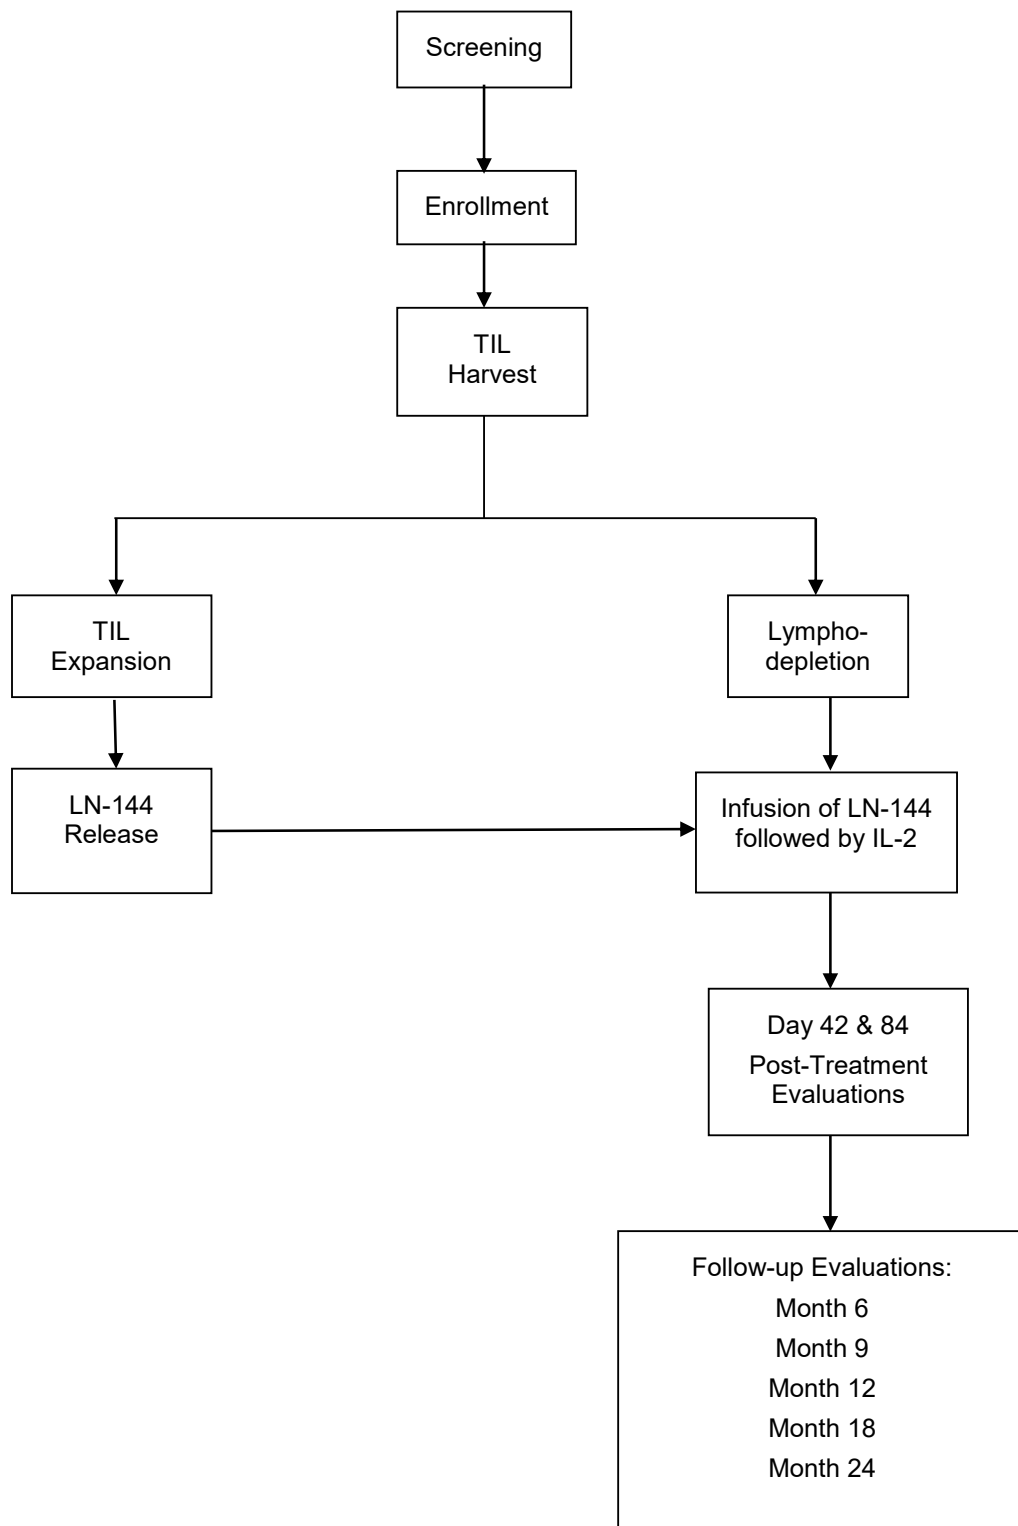 Screening
Enrollment
TIL
Harvest
TIL
Expansion
Lympho-
depletion
LN-144
Release
Infusion of LN-144
followed by IL-2
Day 42 & 84
Post-Treatment
Evaluations
Follow-up Evaluations:
Month 6
Month 9
Month 12
Month 18
Month 24